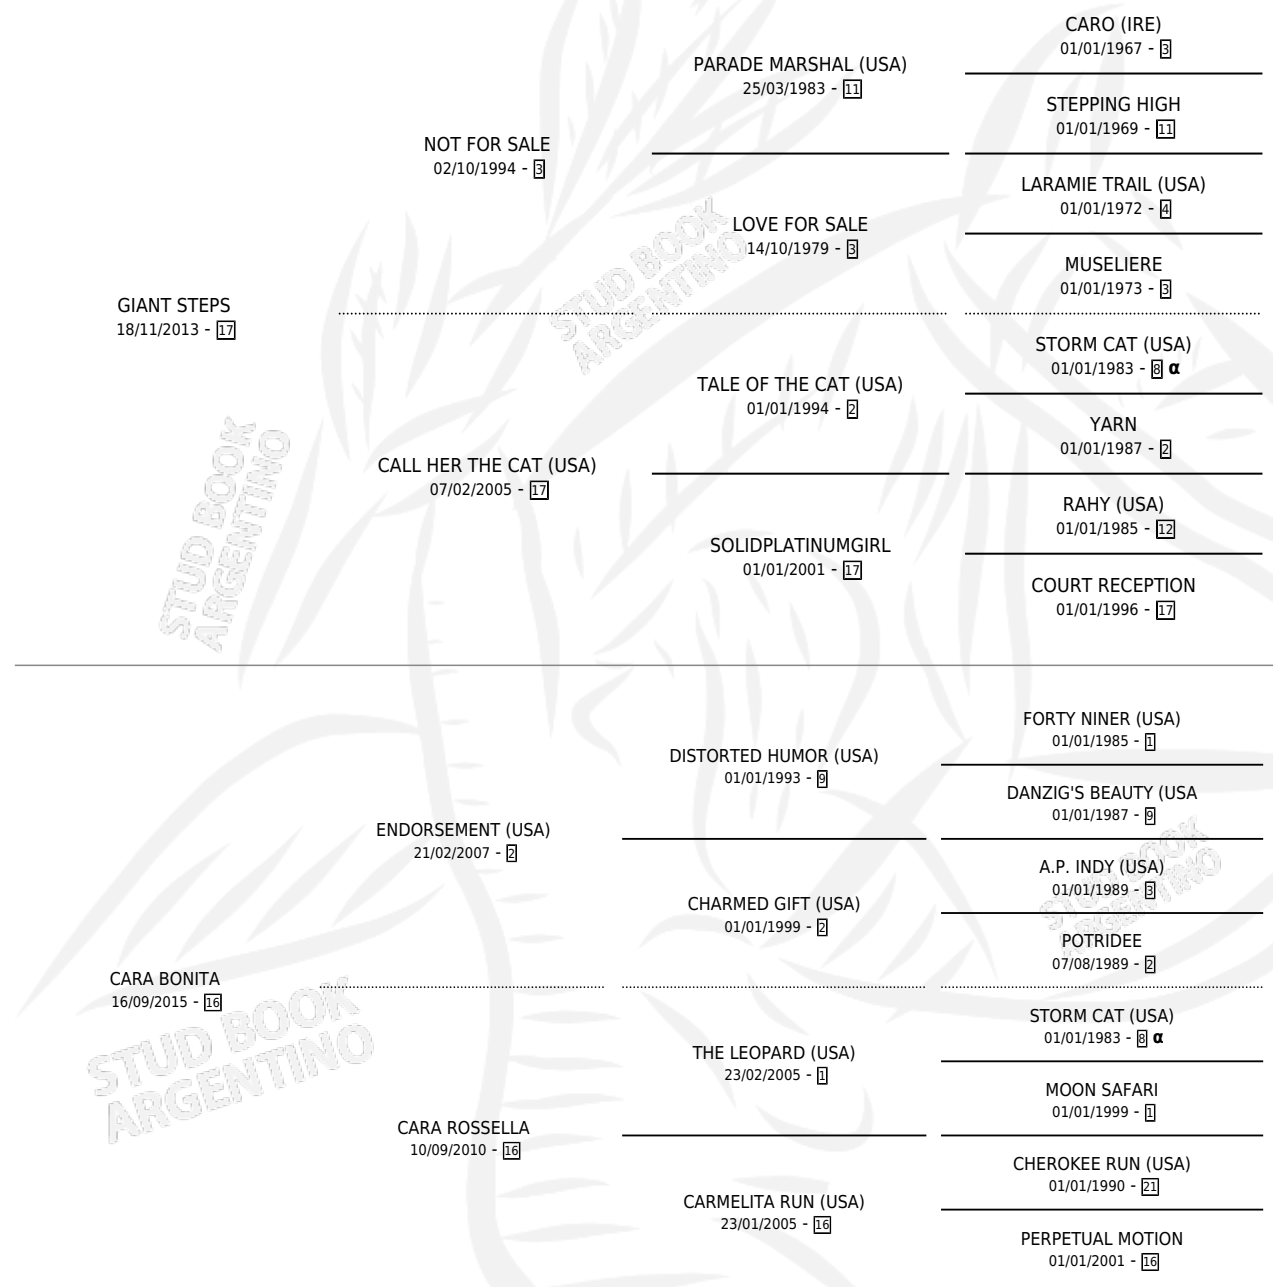 GIANT STEPS
18/11/2013 - 17
NOT FOR SALE
02/10/1994 - 3
PARADE MARSHAL (USA)
25/03/1983 - 11
CARO (IRE)
01/01/1967 - 3
STEPPING HIGH
01/01/1969 - 11
LOVE FOR SALE
14/10/1979 - 3
LARAMIE TRAIL (USA)
01/01/1972 - 4
MUSELIERE
01/01/1973 - 3
CALL HER THE CAT (USA)
07/02/2005 - 17
TALE OF THE CAT (USA)
01/01/1994 - 2
STORM CAT (USA)
01/01/1983 - 8 α
YARN
01/01/1987 - 2
SOLIDPLATINUMGIRL
01/01/2001 - 17
RAHY (USA)
01/01/1985 - 12
COURT RECEPTION
01/01/1996 - 17
CARA BONITA
16/09/2015 - 16
ENDORSEMENT (USA)
21/02/2007 - 2
DISTORTED HUMOR (USA)
01/01/1993 - 9
FORTY NINER (USA)
01/01/1985 - 1
DANZIG'S BEAUTY (USA
01/01/1987 - 9
CHARMED GIFT (USA)
01/01/1999 - 2
A.P. INDY (USA)
01/01/1989 - 3
POTRIDEE
07/08/1989 - 2
CARA ROSSELLA
10/09/2010 - 16
THE LEOPARD (USA)
23/02/2005 - 1
STORM CAT (USA)
01/01/1983 - 8 α
MOON SAFARI
01/01/1999 - 1
CARMELITA RUN (USA)
23/01/2005 - 16
CHEROKEE RUN (USA)
01/01/1990 - 21
PERPETUAL MOTION
01/01/2001 - 16
STUD BOOK
ARGENTINO
STUD BOOK
ARGENTINO
STUD BOOK
ARGENTINO
STUD BOOK
ARGENTINO